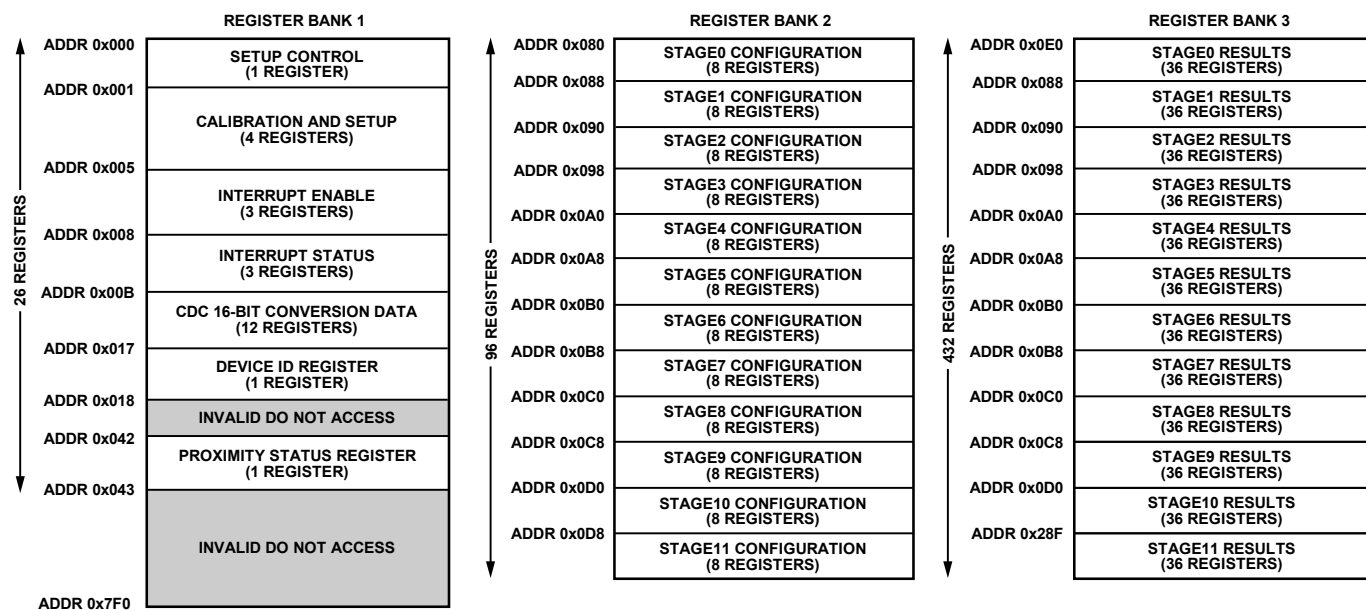 REGISTER BANK 1
ADDR 0x000
SETUP CONTROL
(1 REGISTER)
ADDR 0x001
CALIBRATION AND SETUP
(4 REGISTERS)
ADDR 0x005
INTERRUPT ENABLE
(3 REGISTERS)
ADDR 0x008
INTERRUPT STATUS
(3 REGISTERS)
ADDR 0x00B
CDC 16-BIT CONVERSION DATA
(12 REGISTERS)
ADDR 0x017
DEVICE ID REGISTER
(1 REGISTER)
ADDR 0x018
INVALID DO NOT ACCESS
ADDR 0x042
PROXIMITY STATUS REGISTER
(1 REGISTER)
ADDR 0x043
INVALID DO NOT ACCESS
ADDR 0x7F0
26 REGISTERS
REGISTER BANK 2
ADDR 0x080
STAGE0 CONFIGURATION
(8 REGISTERS)
ADDR 0x088
STAGE1 CONFIGURATION
(8 REGISTERS)
ADDR 0x090
STAGE2 CONFIGURATION
(8 REGISTERS)
ADDR 0x098
STAGE3 CONFIGURATION
(8 REGISTERS)
ADDR 0x0A0
STAGE4 CONFIGURATION
(8 REGISTERS)
ADDR 0x0A8
STAGE5 CONFIGURATION
(8 REGISTERS)
ADDR 0x0B0
STAGE6 CONFIGURATION
(8 REGISTERS)
ADDR 0x0B8
STAGE7 CONFIGURATION
(8 REGISTERS)
ADDR 0x0C0
STAGE8 CONFIGURATION
(8 REGISTERS)
ADDR 0x0C8
STAGE9 CONFIGURATION
(8 REGISTERS)
ADDR 0x0D0
STAGE10 CONFIGURATION
(8 REGISTERS)
ADDR 0x0D8
STAGE11 CONFIGURATION
(8 REGISTERS)
96 REGISTERS
REGISTER BANK 3
ADDR 0x0E0
STAGE0 RESULTS
(36 REGISTERS)
ADDR 0x088
STAGE1 RESULTS
(36 REGISTERS)
ADDR 0x090
STAGE2 RESULTS
(36 REGISTERS)
ADDR 0x098
STAGE3 RESULTS
(36 REGISTERS)
ADDR 0x0A0
STAGE4 RESULTS
(36 REGISTERS)
ADDR 0x0A8
STAGE5 RESULTS
(36 REGISTERS)
ADDR 0x0B0
STAGE6 RESULTS
(36 REGISTERS)
ADDR 0x0B8
STAGE7 RESULTS
(36 REGISTERS)
ADDR 0x0C0
STAGE8 RESULTS
(36 REGISTERS)
ADDR 0x0C8
STAGE9 RESULTS
(36 REGISTERS)
ADDR 0x0D0
STAGE10 RESULTS
(36 REGISTERS)
ADDR 0x28F
STAGE11 RESULTS
(36 REGISTERS)
432 REGISTERS